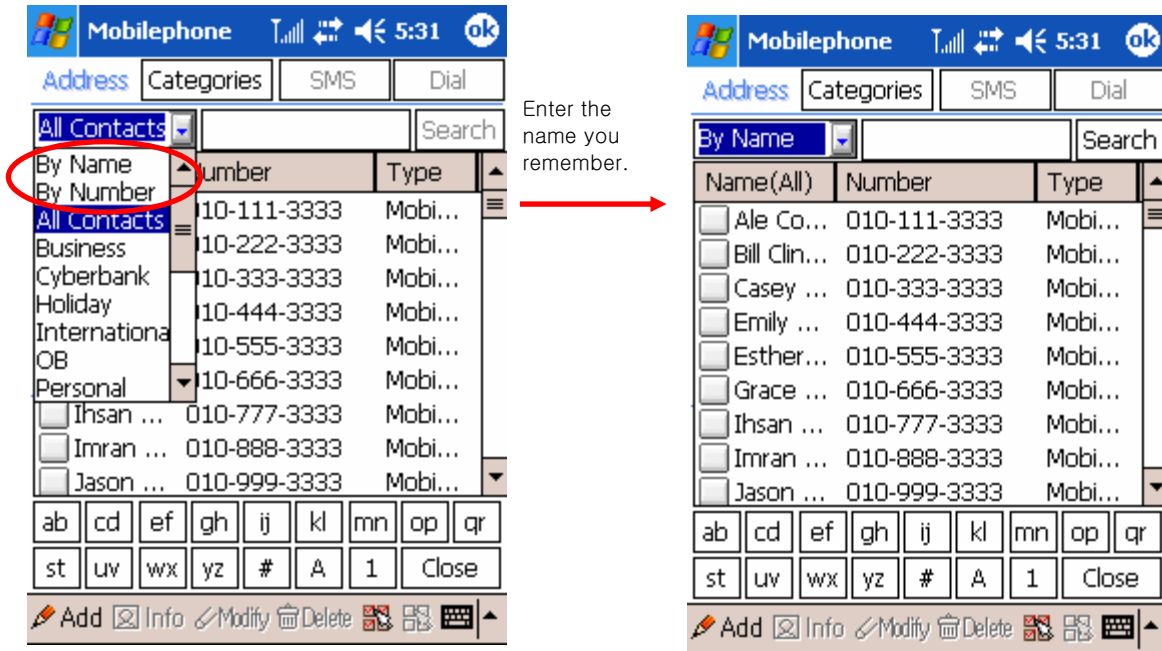 Mobilephone 5:31 ok
Address Categories SMS Dial
All Contacts Search
By Name
By Number
All Contacts
Business
Cyberbank
Holiday
Internationa
OB
Personal
umber Type
10-111-3333 Mobi...
10-222-3333 Mobi...
10-333-3333 Mobi...
10-444-3333 Mobi...
10-555-3333 Mobi...
10-666-3333 Mobi...
Ihsan ... 010-777-3333 Mobi...
Imran ... 010-888-3333 Mobi...
Jason ... 010-999-3333 Mobi...
ab cd ef gh ij kl mn op qr
st uv wx yz # A 1 Close
Add Info Modify Delete
Enter the
name you
remember.
Mobilephone 5:31 ok
Address Categories SMS Dial
By Name Search
Name(All) Number Type
Ale Co... 010-111-3333 Mobi...
Bill Clin... 010-222-3333 Mobi...
Casey ... 010-333-3333 Mobi...
Emily ... 010-444-3333 Mobi...
Esther... 010-555-3333 Mobi...
Grace ... 010-666-3333 Mobi...
Ihsan ... 010-777-3333 Mobi...
Imran ... 010-888-3333 Mobi...
Jason ... 010-999-3333 Mobi...
ab cd ef gh ij kl mn op qr
st uv wx yz # A 1 Close
Add Info Modify Delete